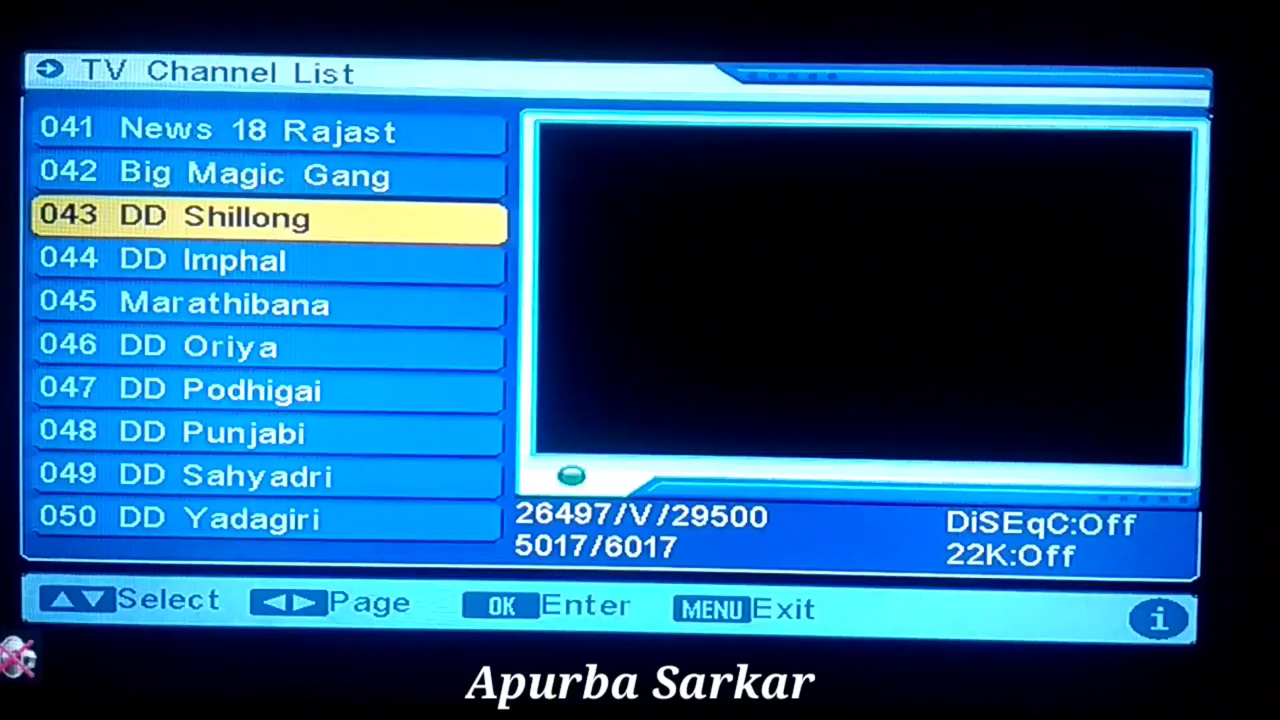 TV Channel List
041 News 18 Rajast
042 Big Magic Gang
043 DD Shillong
044 DD Imphal
045 Marathibana
046 DD Oriya
047 DD Podhigai
048 DD Punjabi
049 DD Sahyadri
050 DD Yadagiri
26497/V/29500
5017/6017
DiSEqC:Off
22K:Off
Select Page OK Enter MENU Exit i
Apurba Sarkar